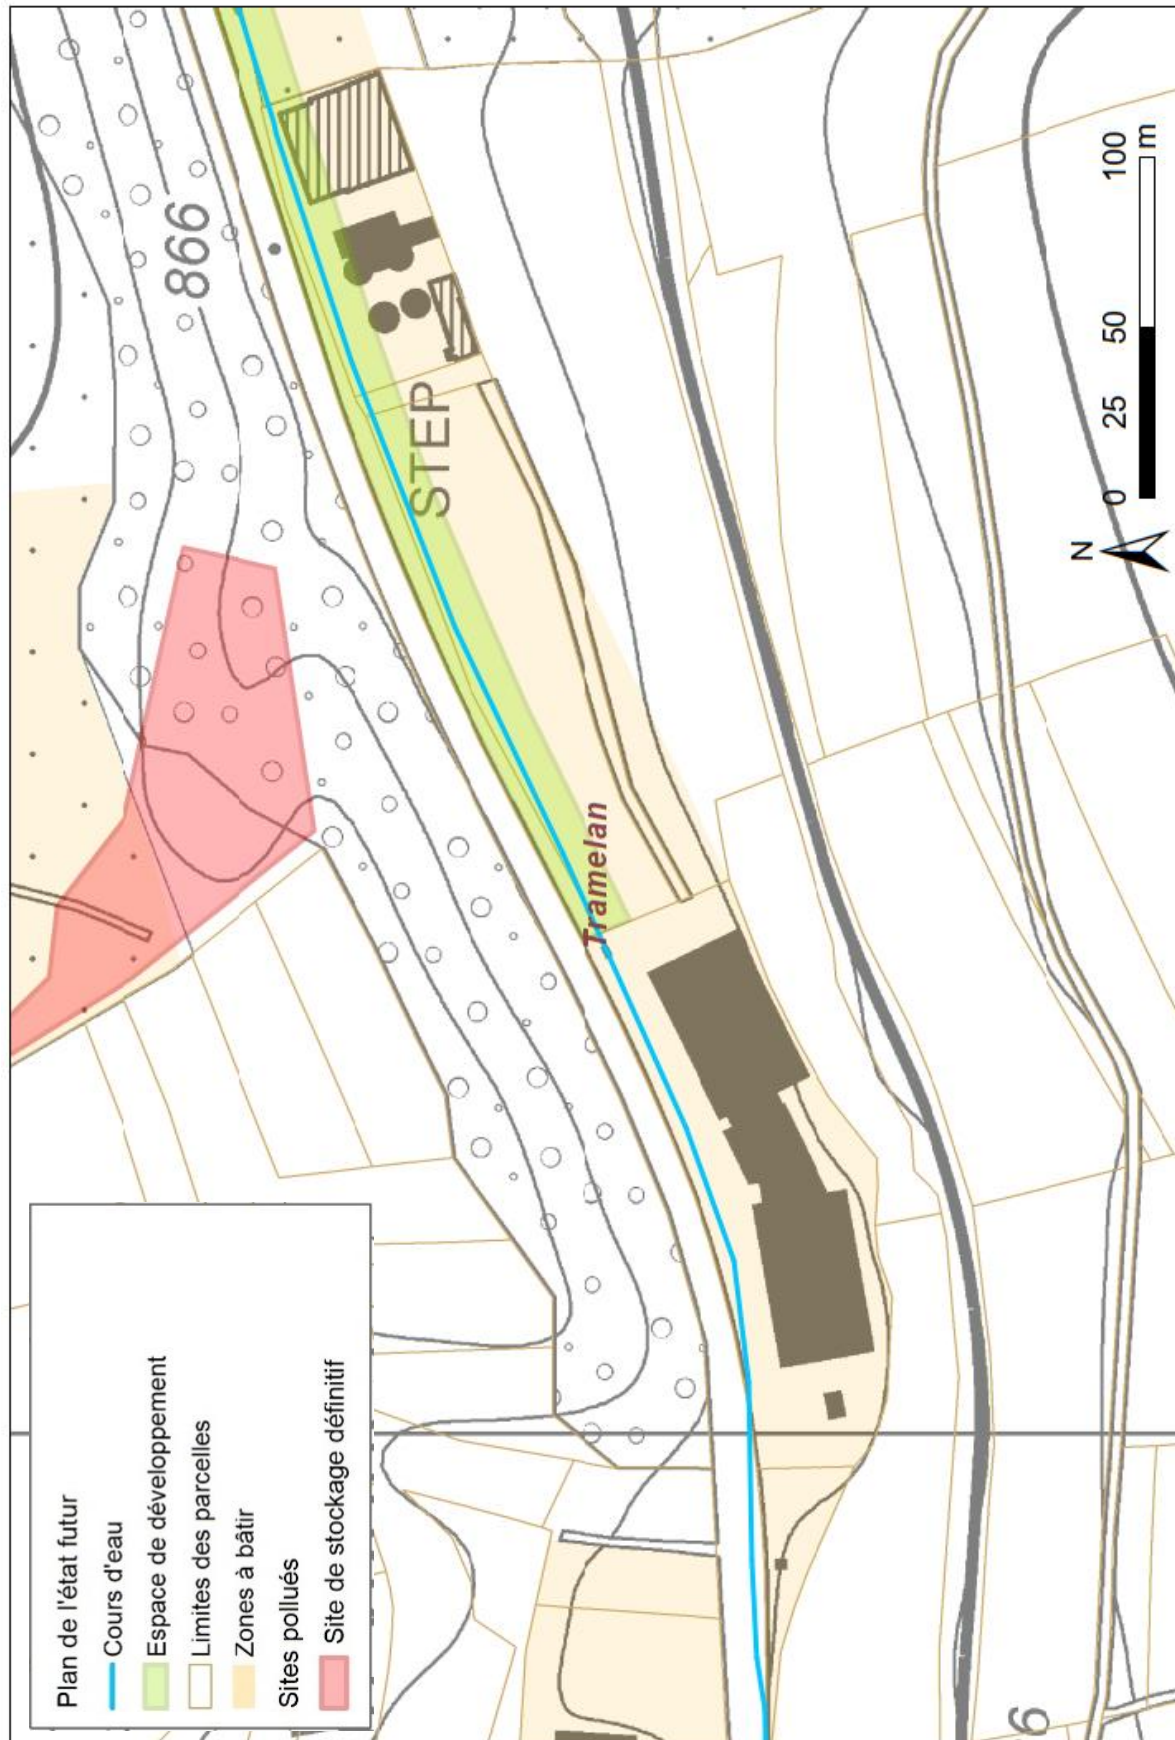 Plan de l'état futur
Cours d'eau
Espace de développement
Limites des parcelles
Zones à bâtir
Sites pollués
Site de stockage définitif
866
STEP
Tramelan
N
0 25 50 100
m